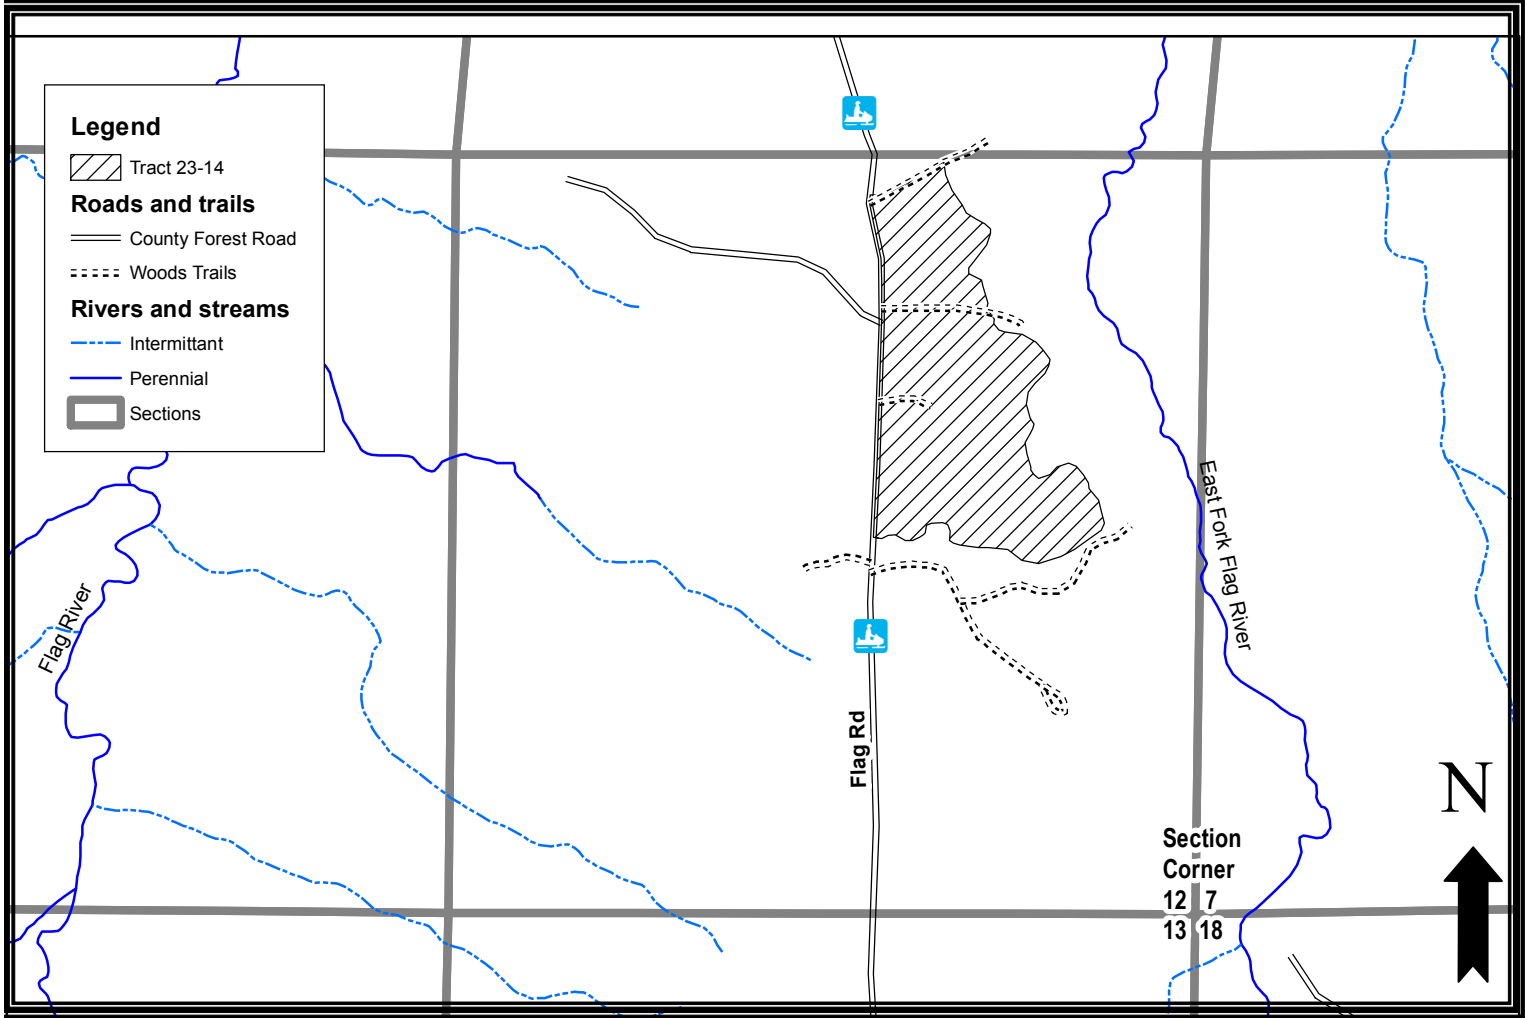 Legend
Tract 23-14
Roads and trails
County Forest Road
Woods Trails
Rivers and streams
Intermittant
Perennial
Sections
Flag River
East Fork Flag River
Flag Rd
N
Section
Corner
12 7
13 18